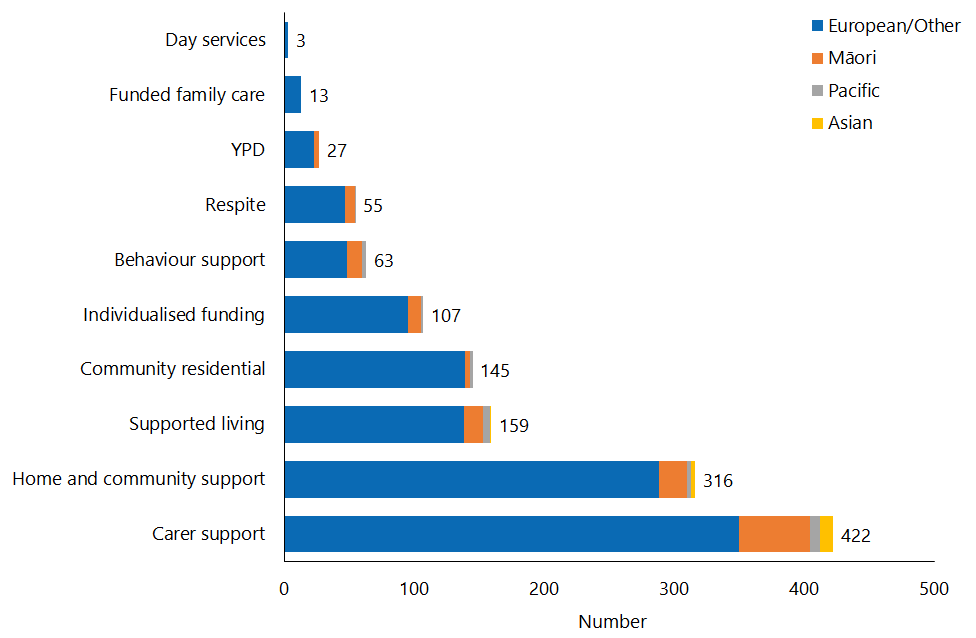 Day services 3
Funded family care 13
YPD 27
Respite 55
Behaviour support 63
Individualised funding 107
Community residential 145
Supported living 159
Home and community support 316
Carer support 422
0 100 200 300 400 500
Number
European/Other
Māori
Pacific
Asian